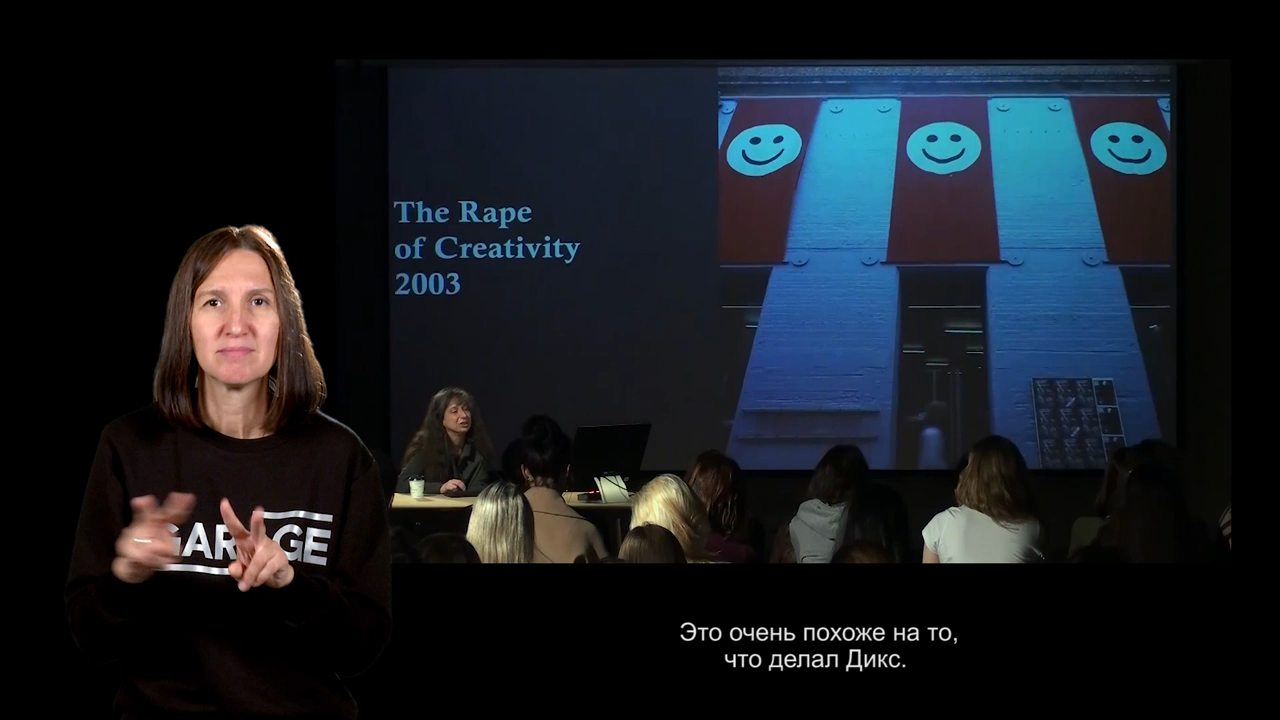 The Rape
of Creativity
2003
GARAGE
Это очень похоже на то,
что делал Дикс.